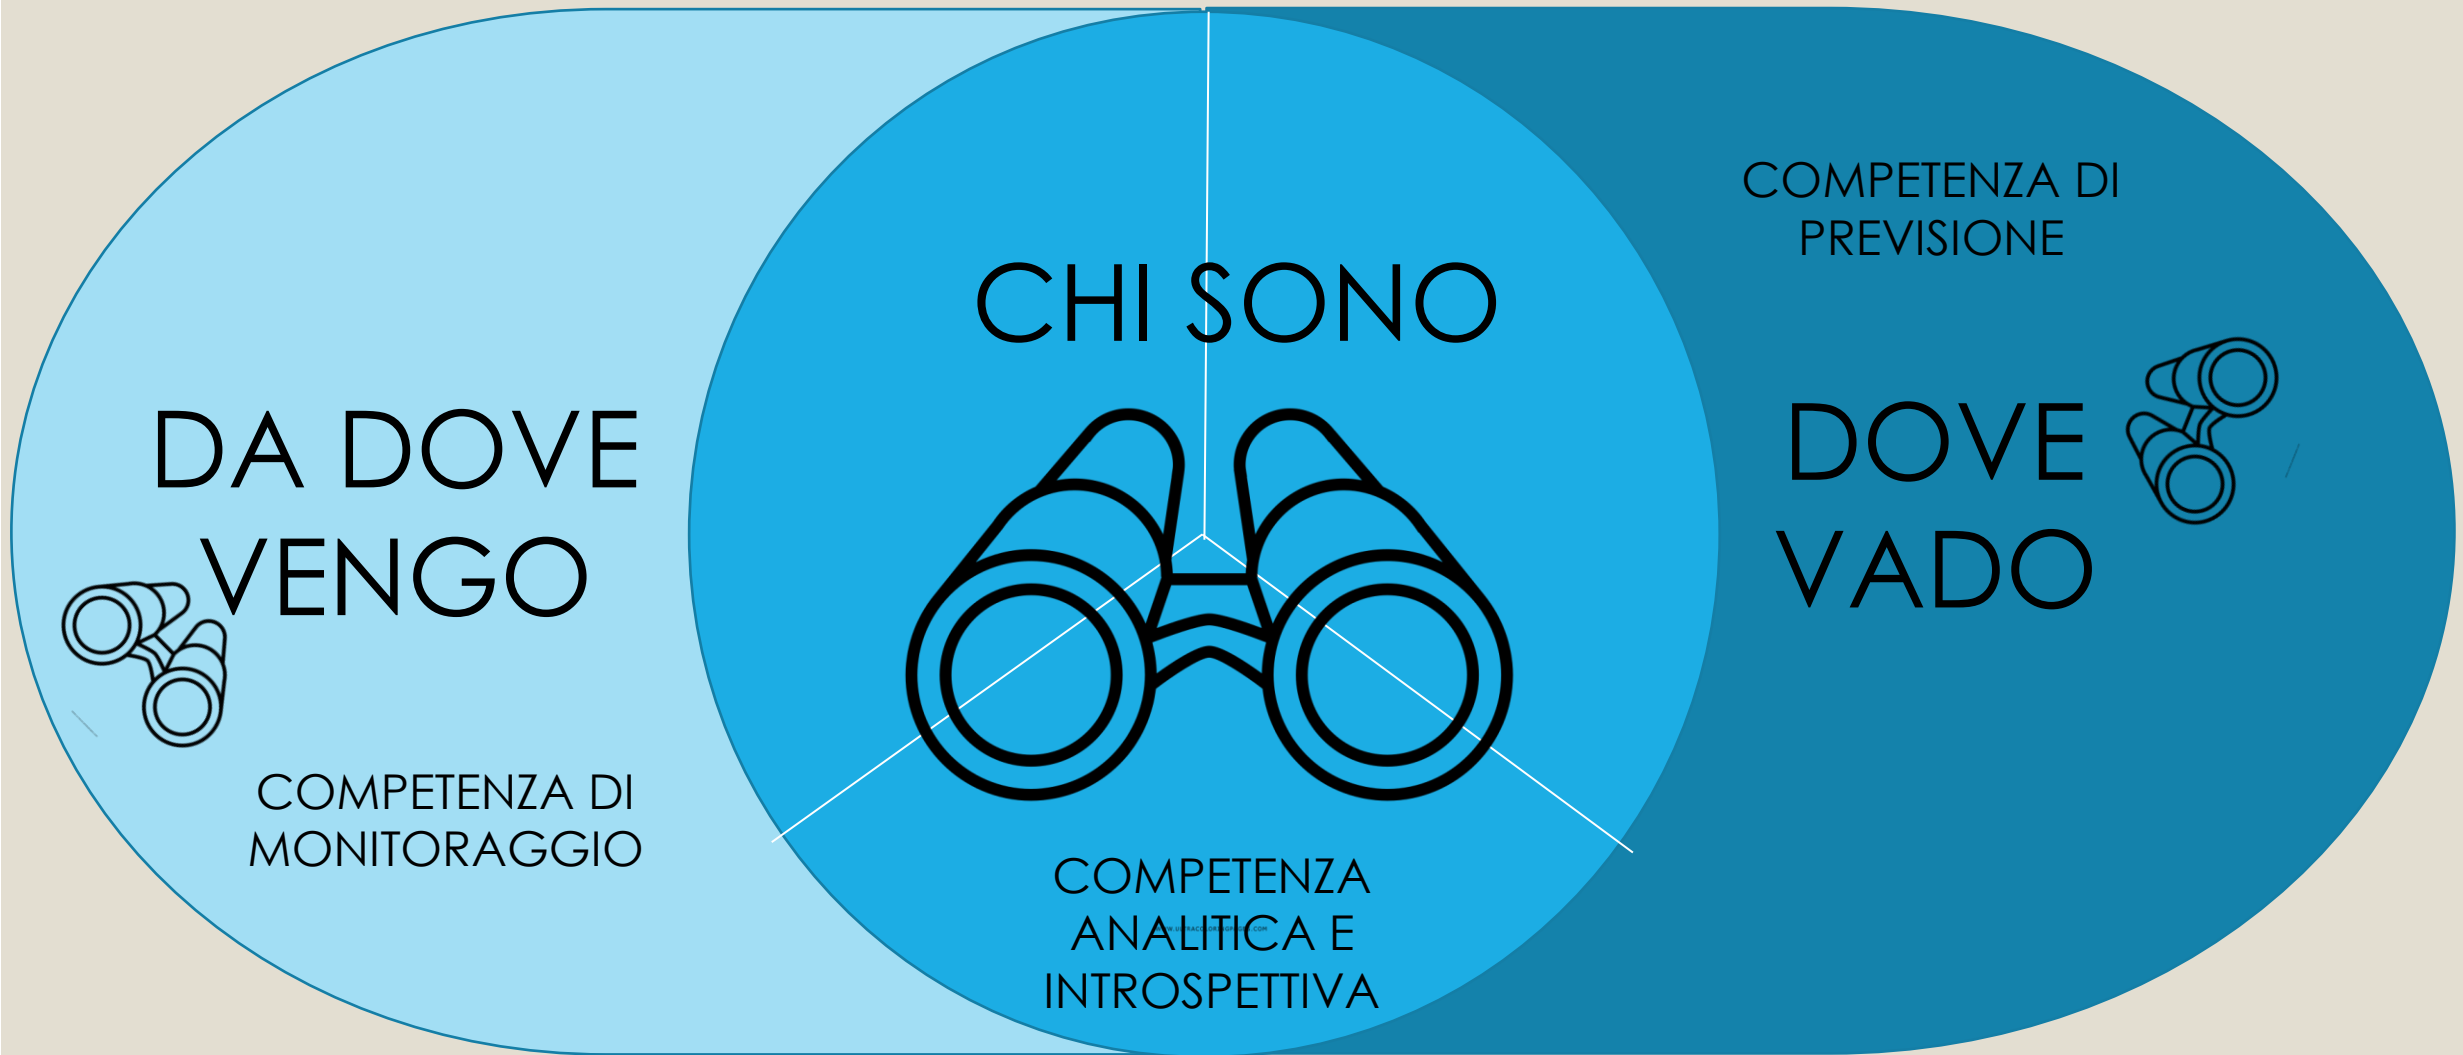 DA DOVE
VENGO
COMPETENZA DI
MONITORAGGIO
CHI SONO
COMPETENZA
ANALITICA E
INTROSPETTIVA
COMPETENZA DI
PREVISIONE
DOVE
VADO